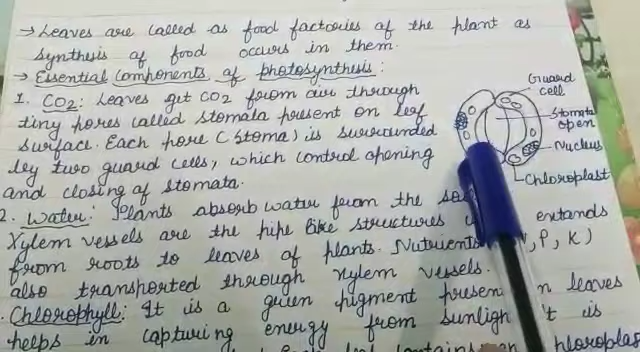 → Leaves are called as food factories of the plant as
synthesis of food occurs in them.
→ Essential components of photosynthesis:
1. CO2: Leaves get CO2 from air through
tiny pores called stomata present on leaf
surface. Each pore (stoma) is surrounded
by two guard cells, which control opening
and closing of stomata.
Guard
cell
Stomata
open
Nucleus
Chloroplast
2. Water: Plants absorb water from the
Xylem vessels are the pipe like structures extands
from roots to leaves of plants. Nutrients , P, K)
also transported through xylem vessels.
Chlorophyll: It is a green pigment presen n leaves
helps in capturing energy from sunligh t is
contains